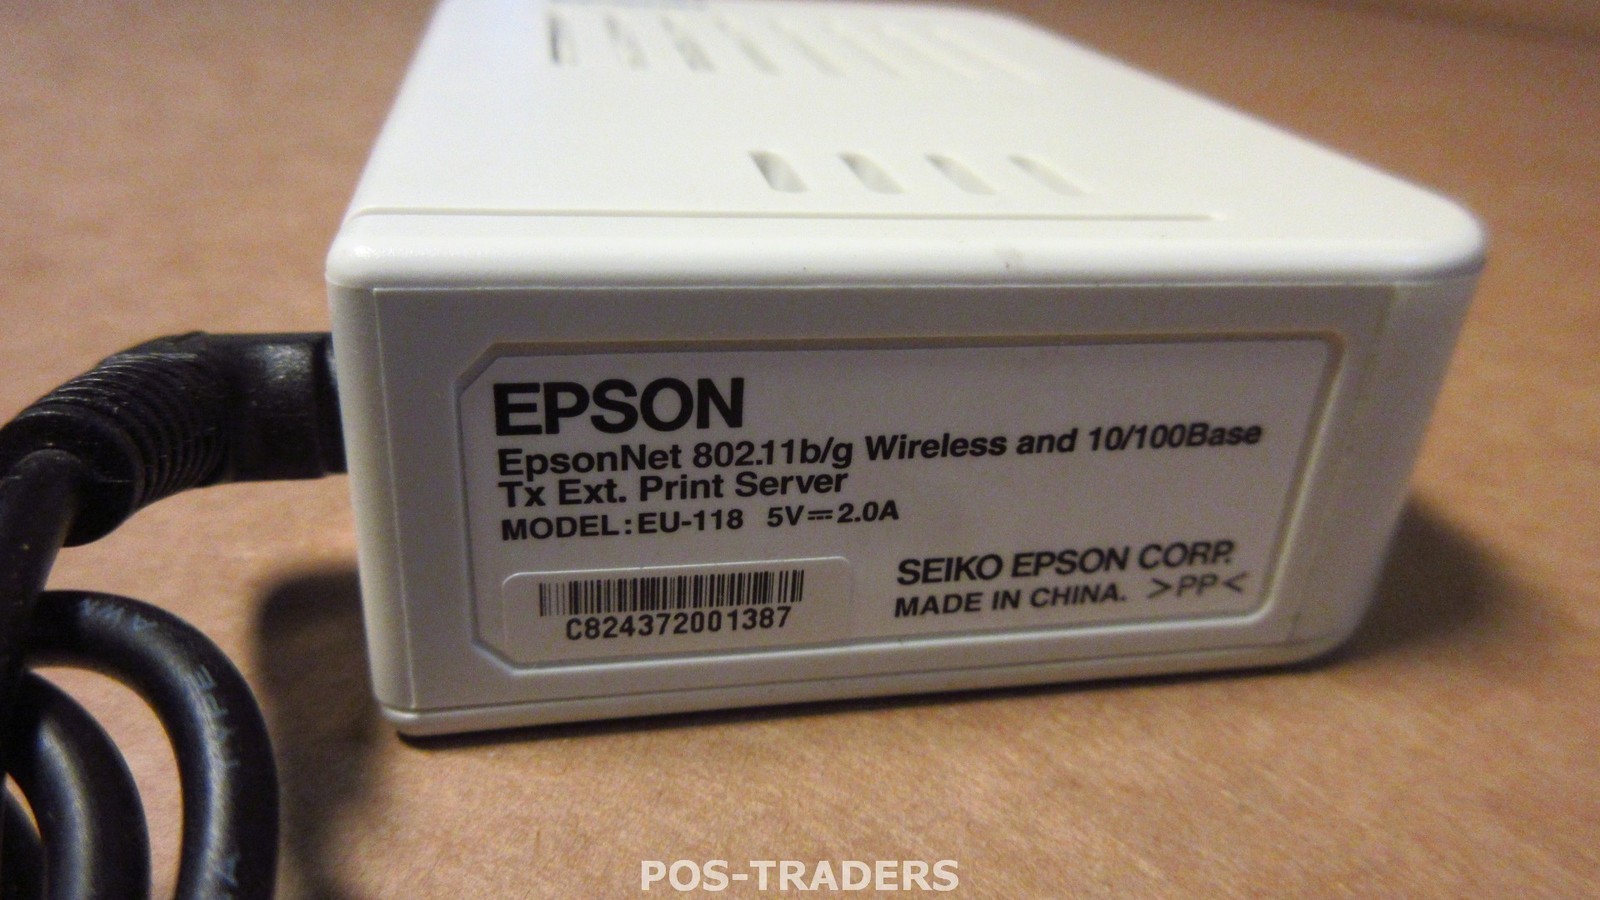 EPSON
EpsonNet 802.11b/g Wireless and 10/100Base
Tx Ext. Print Server
MODEL:EU-118 5V⎓2.0A
C824372001387
SEIKO EPSON CORP.
MADE IN CHINA. >PP<
POS-TRADERS